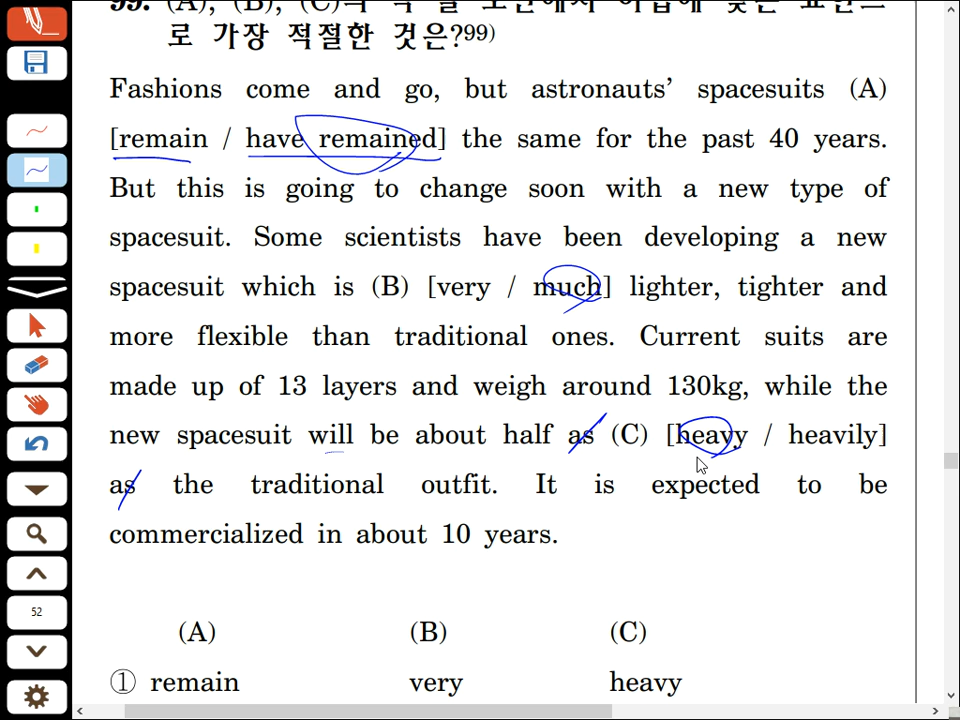 99. (A), (B), (C)의
로 가장 적절한 것은?99)
Fashions come and go, but astronauts’ spacesuits (A)
[remain / have remained] the same for the past 40 years.
But this is going to change soon with a new type of
spacesuit. Some scientists have been developing a new
spacesuit which is (B) [very / much] lighter, tighter and
more flexible than traditional ones. Current suits are
made up of 13 layers and weigh around 130kg, while the
new spacesuit will be about half as (C) [heavy / heavily]
as the traditional outfit. It is expected to be
commercialized in about 10 years.
(A) (B) (C)
① remain very heavy
52